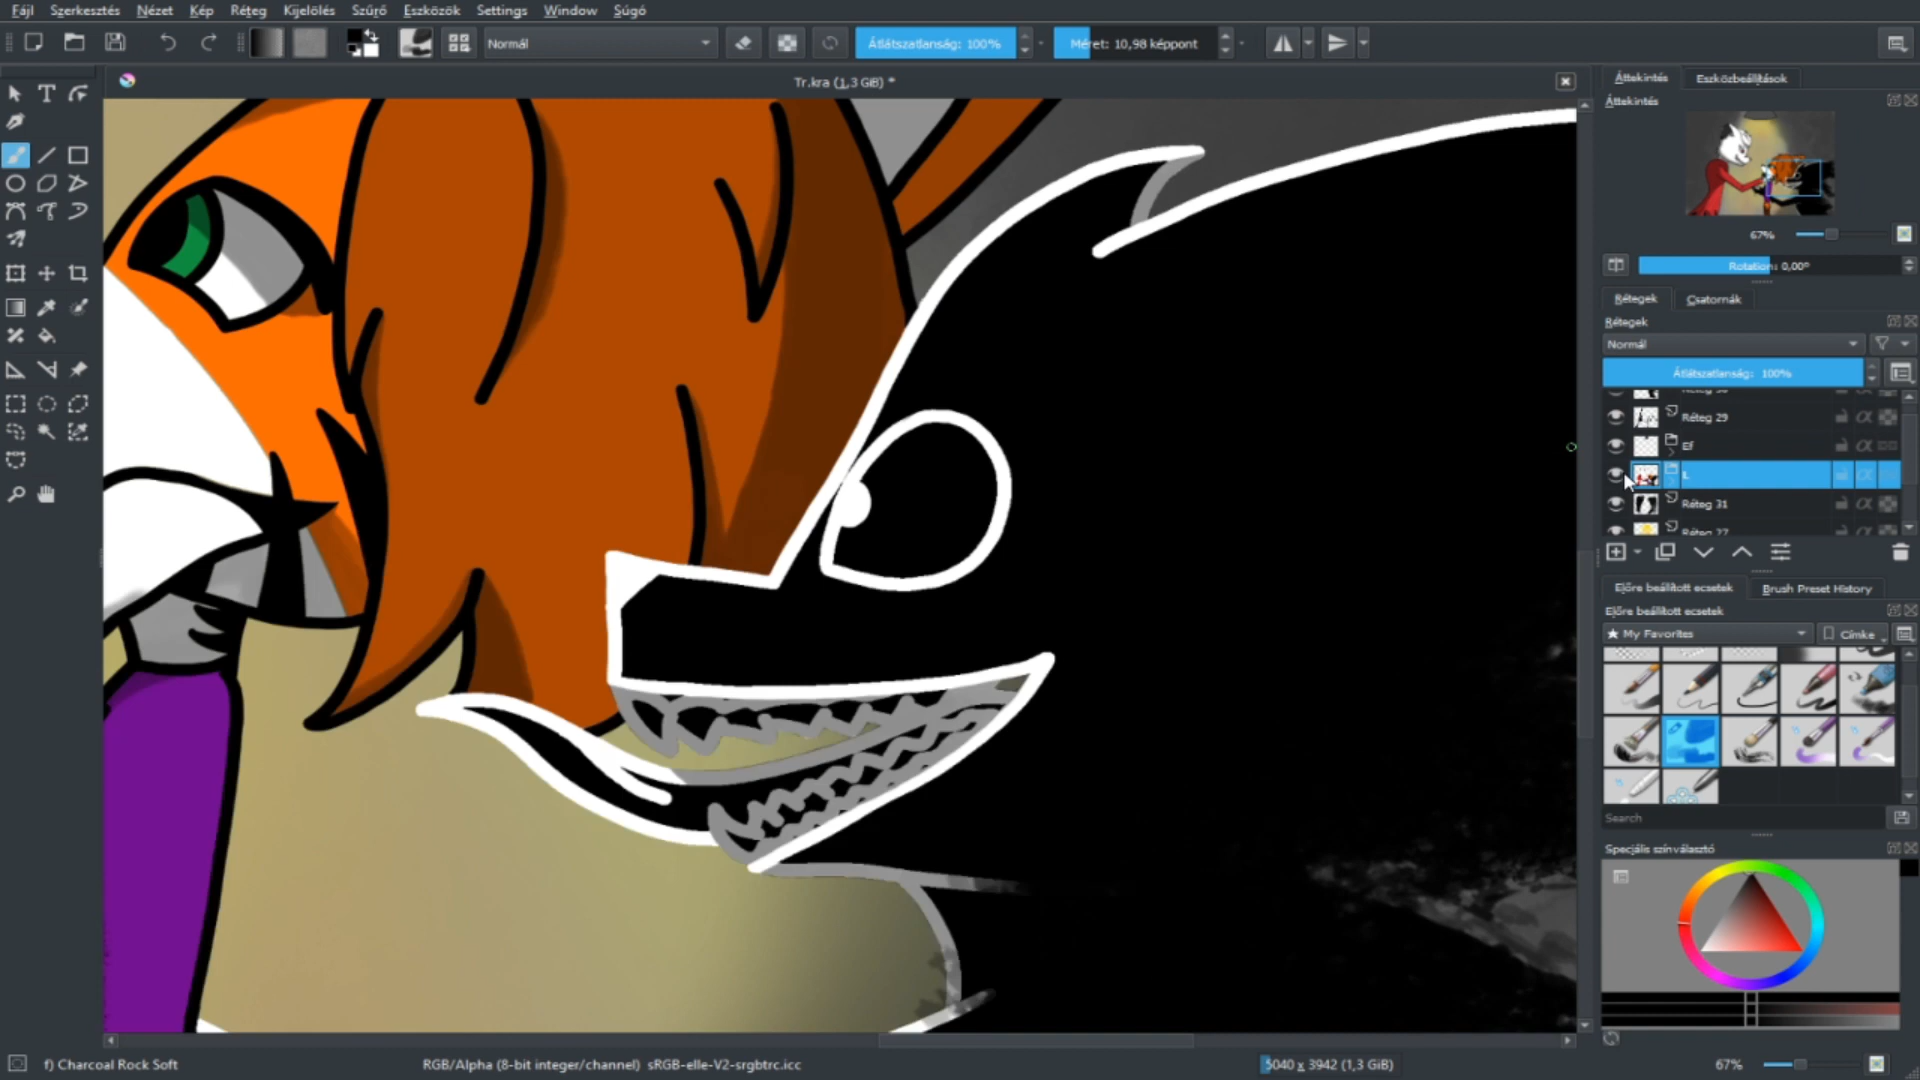 Fájl Szerkesztés Nézet Kép Réteg Kijelölés Szűrő Eszközök Settings Window Súgó
Normál
Átlátszatlanság: 100%
Méret: 10,98 képpont
Tr.kra (1,3 GiB) *
Áttekintés Eszközbeállítások
Áttekintés
67%
Rotation: 0,00°
Rétegek Csatornák
Rétegek
Normál
Átlátszatlanság: 100%
Réteg 29
Ef
L
Réteg 31
Réteg 27
Előre beállított ecsetek Brush Preset History
Előre beállított ecsetek
★ My Favorites
Címke
Search
Speciális színválasztó
f) Charcoal Rock Soft
RGB/Alpha (8-bit integer/channel) sRGB-elle-V2-srgbtrc.icc
5040 x 3942 (1,3 GiB)
67%